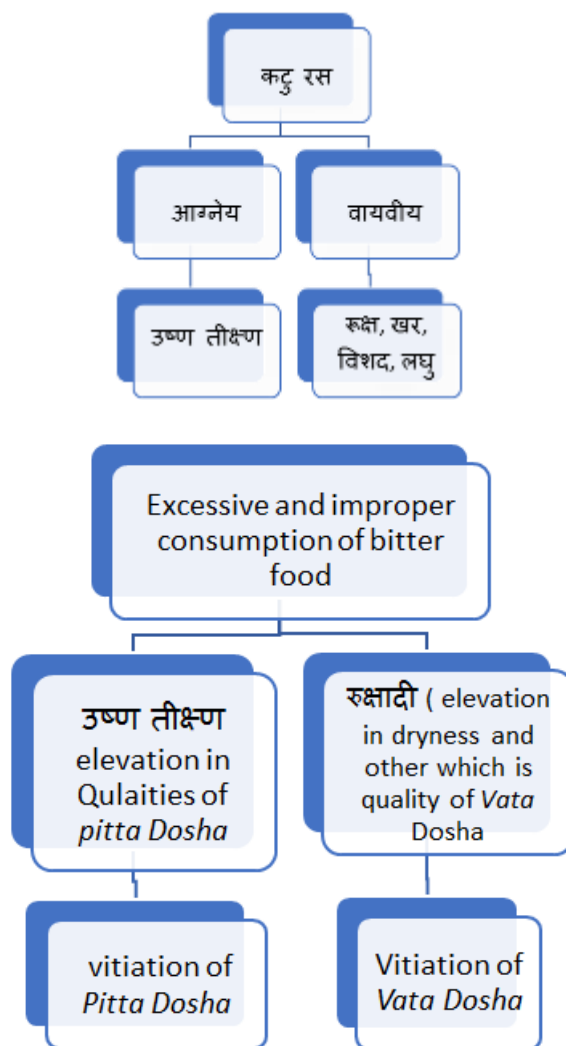 कटु रस
आग्नेय
वायवीय
उष्ण तीक्ष्ण
रूक्ष, खर,
विशद, लघु
Excessive and improper
consumption of bitter
food
उष्ण तीक्ष्ण
elevation in
Qulaities of
pitta Dosha
रुक्षादी ( elevation
in dryness and
other which is
quality of Vata
Dosha
vitiation of
Pitta Dosha
Vitiation of
Vata Dosha